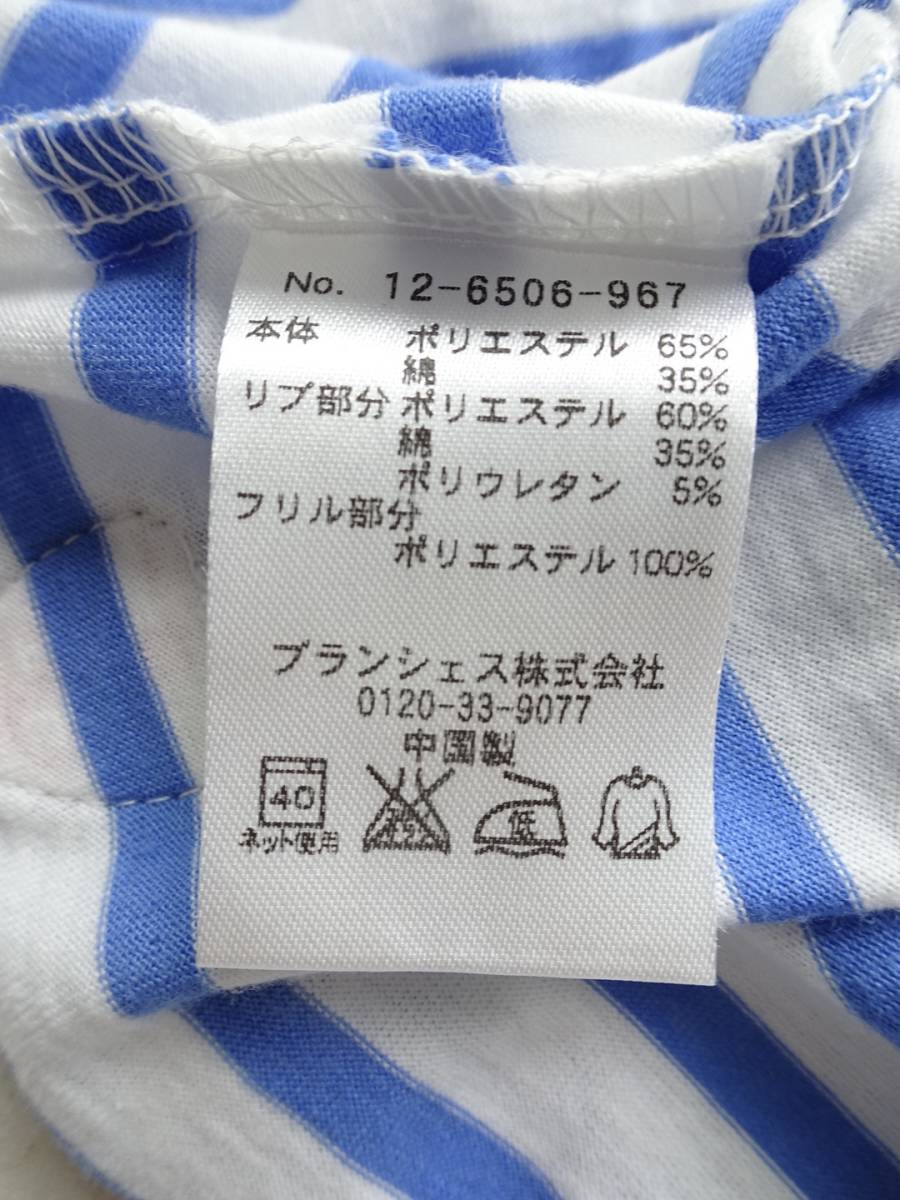 No. 12-6506-967
本体 ポリエステル 65%
綿 35%
リブ部分 ポリエステル 60%
綿 35%
ポリウレタン 5%
フリル部分
ポリエステル 100%
ブランシェス株式会社
0120-33-9077
中国製
40 低
ネット使用